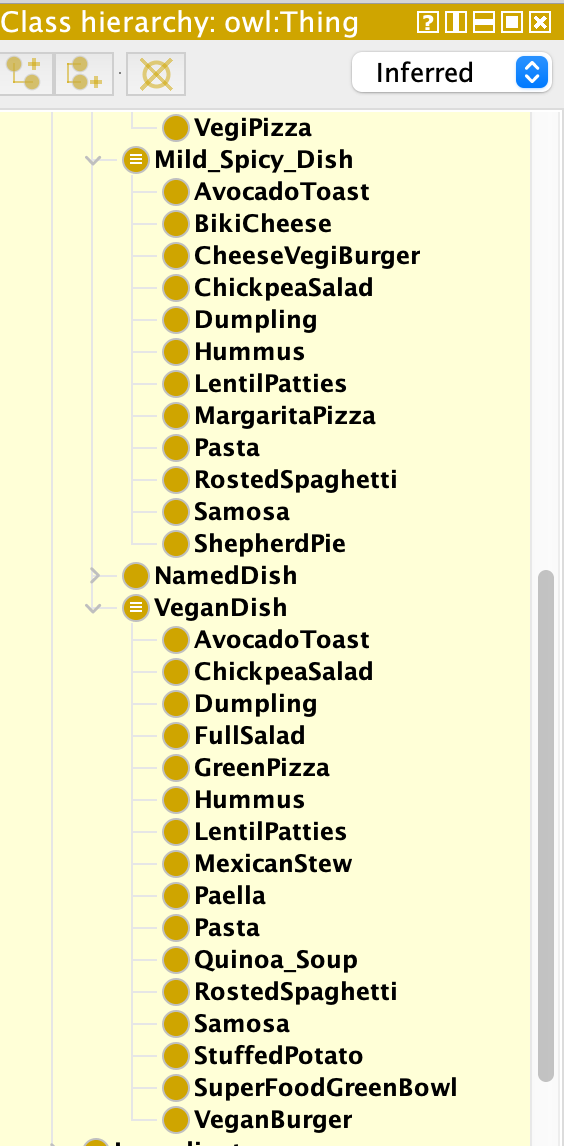 Class hierarchy: owl:Thing
Inferred
VegiPizza
Mild_Spicy_Dish
AvocadoToast
BikiCheese
CheeseVegiBurger
ChickpeaSalad
Dumpling
Hummus
LentilPatties
MargaritaPizza
Pasta
RostedSpaghetti
Samosa
ShepherdPie
NamedDish
VeganDish
AvocadoToast
ChickpeaSalad
Dumpling
FullSalad
GreenPizza
Hummus
LentilPatties
MexicanStew
Paella
Pasta
Quinoa_Soup
RostedSpaghetti
Samosa
StuffedPotato
SuperFoodGreenBowl
VeganBurger